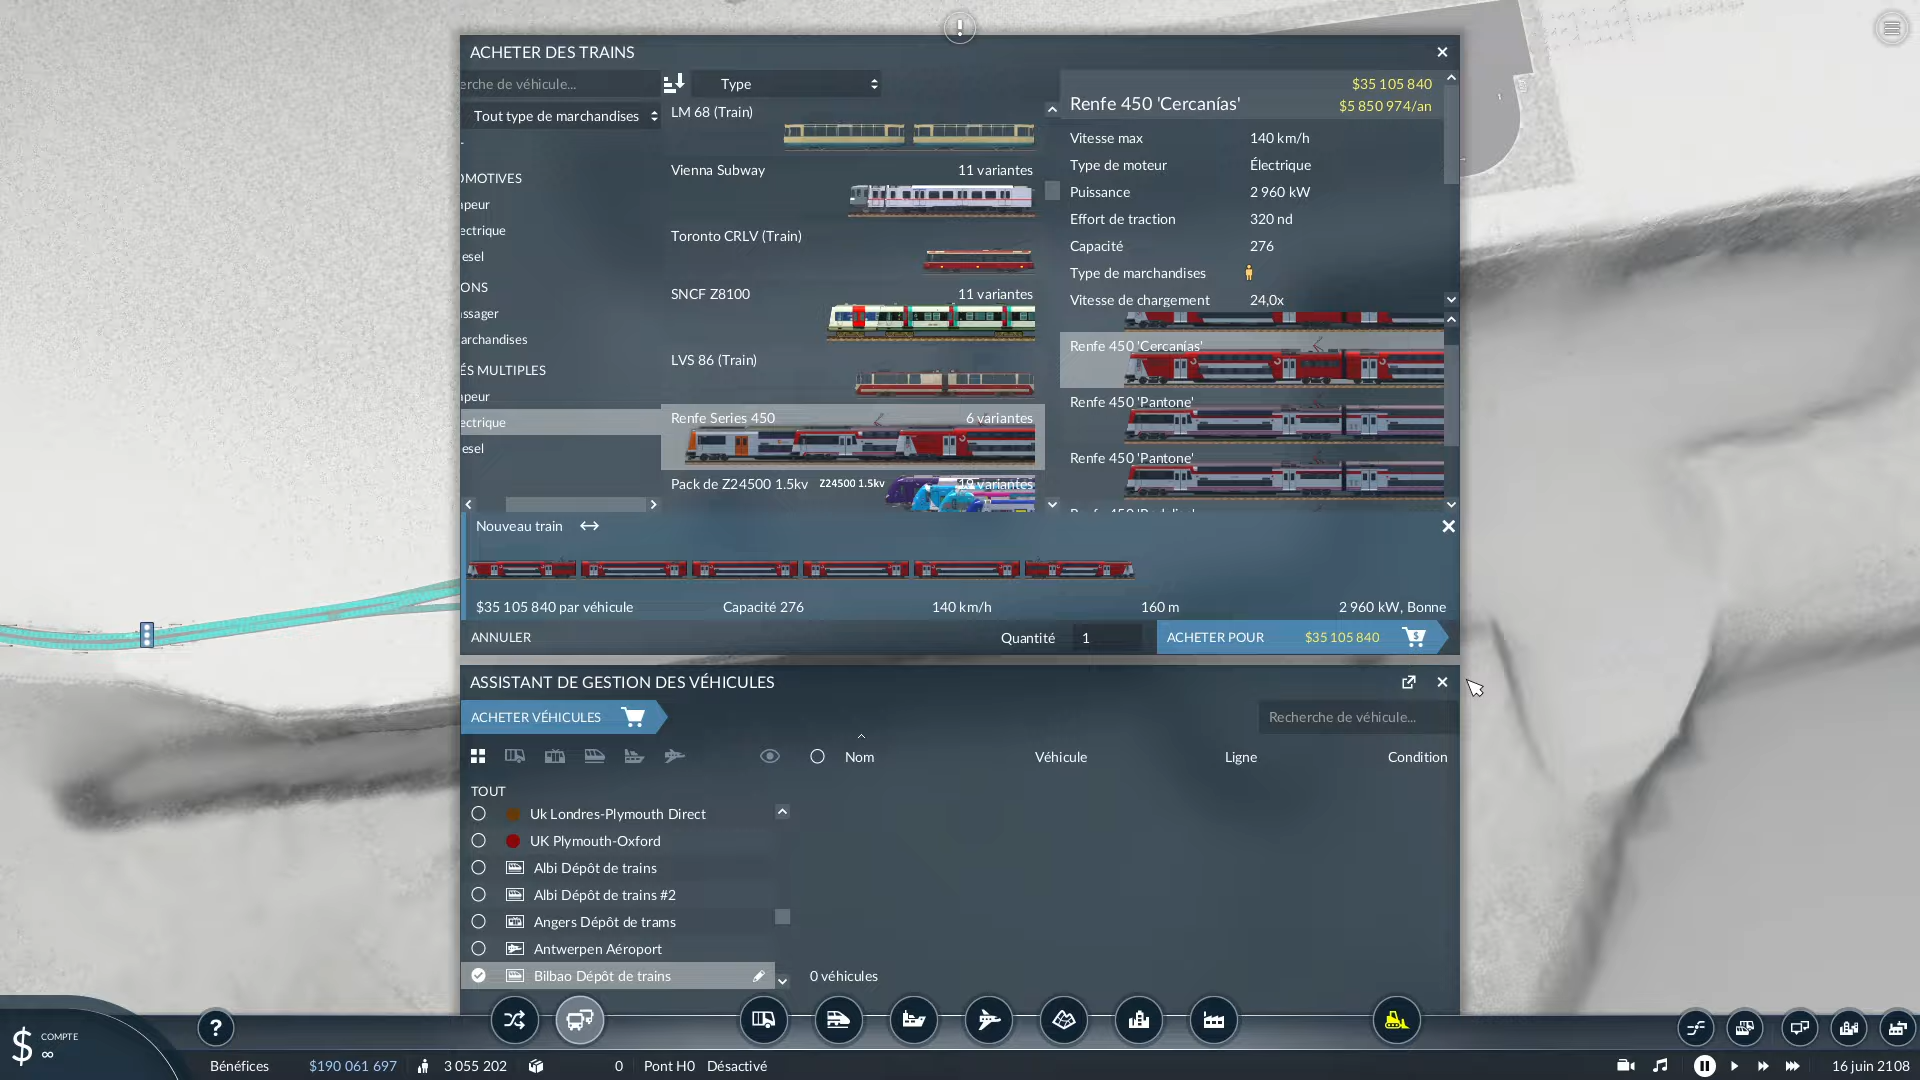 ACHETER DES TRAINS
erche de véhicule...
Type
Tout type de marchandises
OMOTIVES
peur
ectrique
esel
ONS
assager
archandises
ÉS MULTIPLES
peur
ectrique
esel
LM 68 (Train)
Vienna Subway 11 variantes
Toronto CRLV (Train)
SNCF Z8100 11 variantes
LVS 86 (Train)
Renfe Series 450 6 variantes
Pack de Z24500 1.5kv Z24500 1.5kv 19 variantes
$35 105 840
Renfe 450 'Cercanías' $5 850 974/an
Vitesse max 140 km/h
Type de moteur Électrique
Puissance 2 960 kW
Effort de traction 320 nd
Capacité 276
Type de marchandises
Vitesse de chargement 24,0x
Renfe 450 'Cercanías'
Renfe 450 'Pantone'
Renfe 450 'Pantone'
Nouveau train
$35 105 840 par véhicule Capacité 276 140 km/h 160 m 2 960 kW, Bonne
ANNULER Quantité 1 ACHETER POUR $35 105 840
ASSISTANT DE GESTION DES VÉHICULES
ACHETER VÉHICULES Recherche de véhicule...
Nom Véhicule Ligne Condition
TOUT
Uk Londres-Plymouth Direct
UK Plymouth-Oxford
Albi Dépôt de trains
Albi Dépôt de trains #2
Angers Dépôt de trams
Antwerpen Aéroport
Bilbao Dépôt de trains 0 véhicules
$ COMPTE
∞
?
Bénéfices $190 061 697 3 055 202 0 Pont H0 Désactivé 16 juin 2108